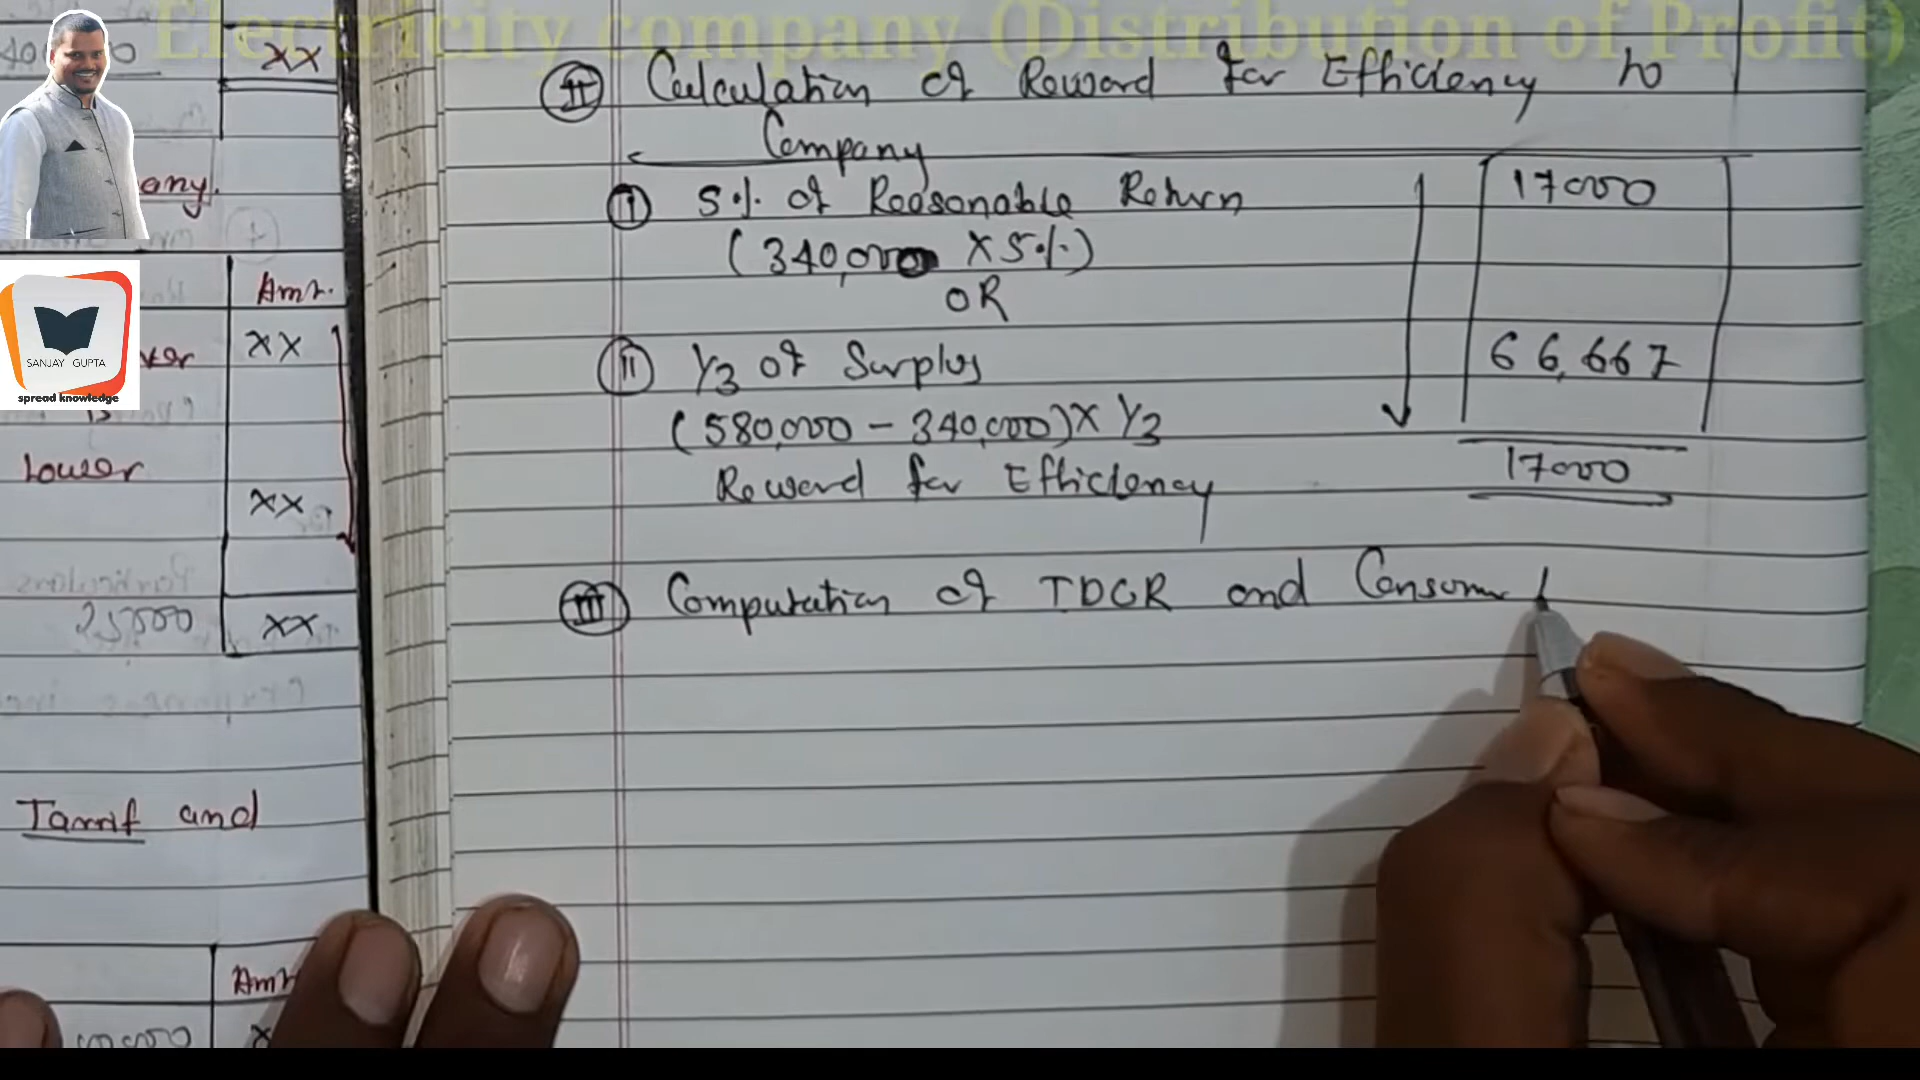 Electricity company (Distribution of Profit)
(II) Calculation of Reward for Efficiency to
Company
(I) 5% of Reasonable Return 17000
(340,000 X 5%)
OR
(II) 1/3 of Surplus 66,667
(580,000 - 340,000) X 1/3
Reward for Efficiency 17000
(III) Computation of TDCR and Consum
XX
any.
Amt.
XX
Lower
XX
25000 XX
Tarrif and
Amt
SANJAY GUPTA
spread knowledge